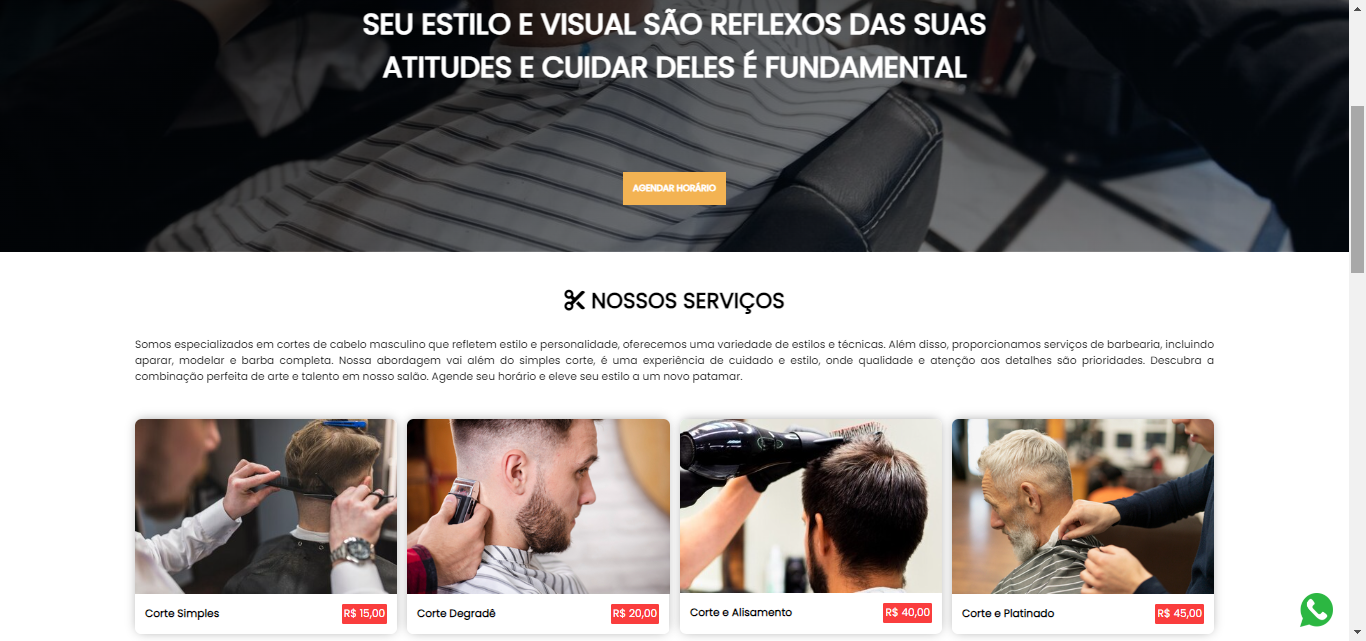 SEU ESTILO E VISUAL SÃO REFLEXOS DAS SUAS
ATITUDES E CUIDAR DELES É FUNDAMENTAL
AGENDAR HORÁRIO
NOSSOS SERVIÇOS
Somos especializados em cortes de cabelo masculino que refletem estilo e personalidade, oferecemos uma variedade de estilos e técnicas. Além disso, proporcionamos serviços de barbearia, incluindo
aparar, modelar e barba completa. Nossa abordagem vai além do simples corte, é uma experiência de cuidado e estilo, onde qualidade e atenção aos detalhes são prioridades. Descubra a
combinação perfeita de arte e talento em nosso salão. Agende seu horário e eleve seu estilo a um novo patamar.
Corte Simples R$ 15,00
Corte Degradê R$ 20,00
Corte e Alisamento R$ 40,00
Corte e Platinado R$ 45,00